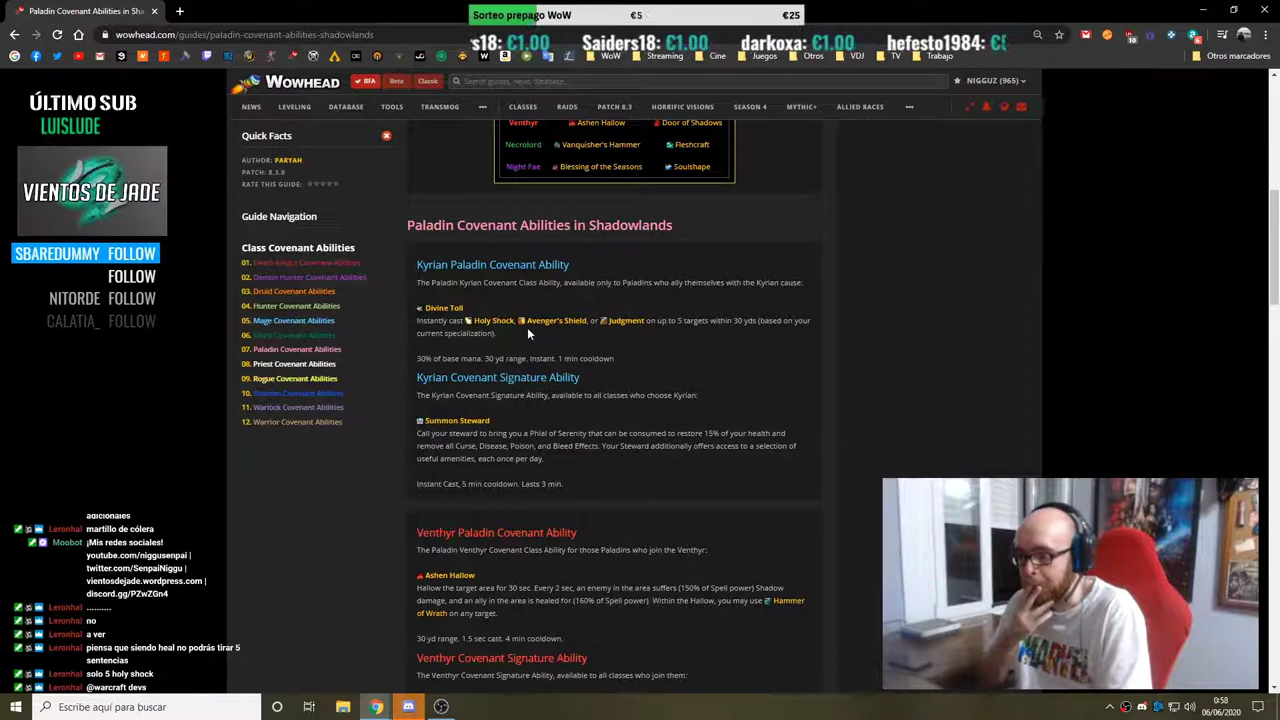 Paladin Covenant Abilities in S
Sorteo prepago WoW €5 €25
s18: €1.00 Saiders18: €1.00 darkoxa: €1.00 hefesto1984: €
wowhead.com/guides/paladin-covenant-abilities-shadowlands
WoW Streaming Cine Juegos Otros VDJ TV Trabajo Otros marcadores
WOWHEAD BFA Beta Classic Search guides, news, database... NIGGUZ (965)
NEWS LEVELING DATABASE TOOLS TRANSMOG ••• CLASSES RAIDS PATCH 8.3 HORRIFIC VISIONS SEASON 4 MYTHIC+ ALLIED RACES •••
ÚLTIMO SUB
LUISLUDE
VIENTOS DE JADE
SBAREDUMMY FOLLOW
FOLLOW
NITORDE FOLLOW
CALATIA_ FOLLOW
Quick Facts
AUTHOR: PARYAH
PATCH: 8.3.0
RATE THIS GUIDE:
Guide Navigation
Class Covenant Abilities
01. Death Knight Covenant Abilities
02. Demon Hunter Covenant Abilities
03. Druid Covenant Abilities
04. Hunter Covenant Abilities
05. Mage Covenant Abilities
06. Monk Covenant Abilities
07. Paladin Covenant Abilities
08. Priest Covenant Abilities
09. Rogue Covenant Abilities
10. Shaman Covenant Abilities
11. Warlock Covenant Abilities
12. Warrior Covenant Abilities
Venthyr Ashen Hallow Door of Shadows
Necrolord Vanquisher's Hammer Fleshcraft
Night Fae Blessing of the Seasons Soulshape
Paladin Covenant Abilities in Shadowlands
Kyrian Paladin Covenant Ability
The Paladin Kyrian Covenant Class Ability, available only to Paladins who ally themselves with the Kyrian cause:
Divine Toll
Instantly cast Holy Shock, Avenger's Shield, or Judgment on up to 5 targets within 30 yds (based on your
current specialization).
30% of base mana. 30 yd range. Instant. 1 min cooldown
Kyrian Covenant Signature Ability
The Kyrian Covenant Signature Ability, available to all classes who choose Kyrian:
Summon Steward
Call your steward to bring you a Phial of Serenity that can be consumed to restore 15% of your health and
remove all Curse, Disease, Poison, and Bleed Effects. Your Steward additionally offers access to a selection of
useful amenities, each once per day.
Instant Cast, 5 min cooldown. Lasts 3 min.
Venthyr Paladin Covenant Ability
The Paladin Venthyr Covenant Class Ability for those Paladins who join the Venthyr:
Ashen Hallow
Hallow the target area for 30 sec. Every 2 sec, an enemy in the area suffers (150% of Spell power) Shadow
damage, and an ally in the area is healed for (160% of Spell power). Within the Hallow, you may use Hammer
of Wrath on any target.
30 yd range. 1.5 sec cast. 4 min cooldown.
Venthyr Covenant Signature Ability
The Venthyr Covenant Signature Ability, available to all classes who join them:
adicionales
Leronhal martillo de cólera
Moobot ¡Mis redes sociales!
youtube.com/niggusenpai |
twitter.com/SenpaiNiggu |
vientosdejade.wordpress.com |
discord.gg/PZwZGn4
Leronhal ..........
Leronhal no
Leronhal a ver
Leronhal piensa que siendo heal no podrás tirar 5
sentencias
Leronhal solo 5 holy shock
Leronhal @warcraft devs
Escribe aquí para buscar
0:58
06/06/2020